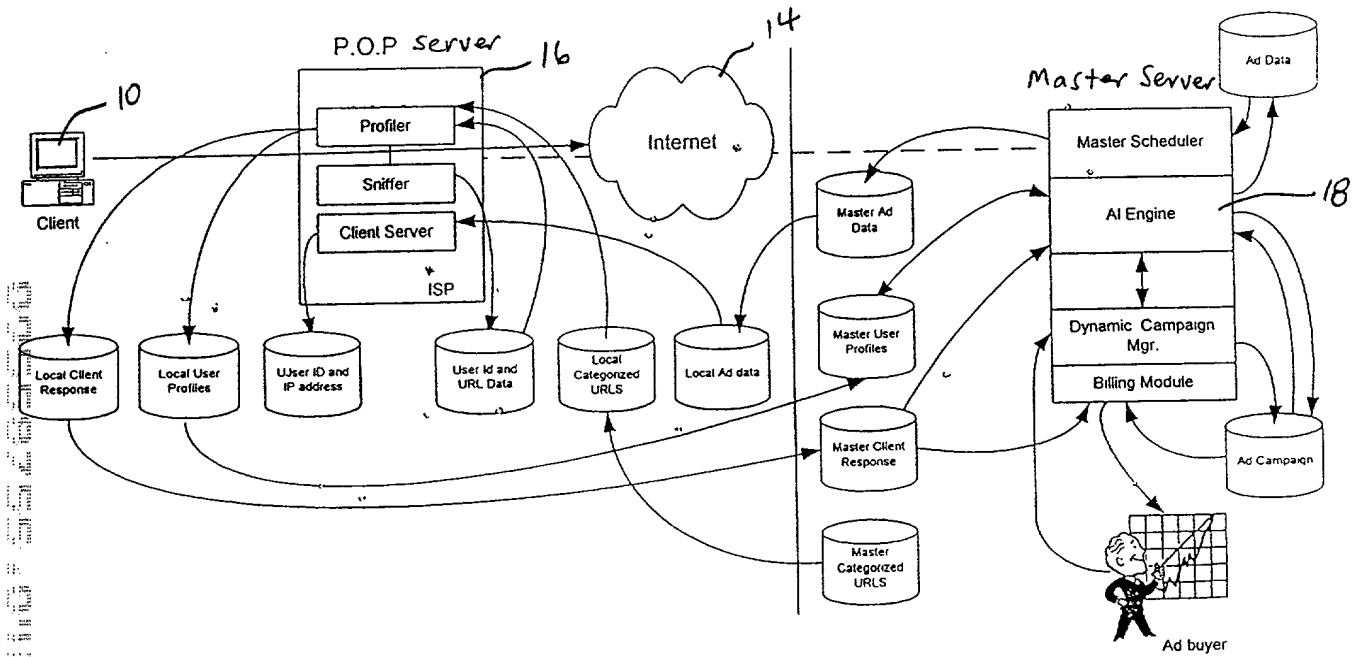 P.O.P Server
16
14
10
Client
Profiler
Sniffer
Client Server
ISP
Internet
Local Client
Response
Local User
Profiles
UJser ID and
IP address
User Id and
URL Data
Local
Categorized
URLS
Local Ad data
Master Ad
Data
Master User
Profiles
Master Client
Response
Master
Categorized
URLS
Master Server
Ad Data
Master Scheduler
AI Engine
18
Dynamic Campaign
Mgr.
Billing Module
Ad Campaign
Ad buyer